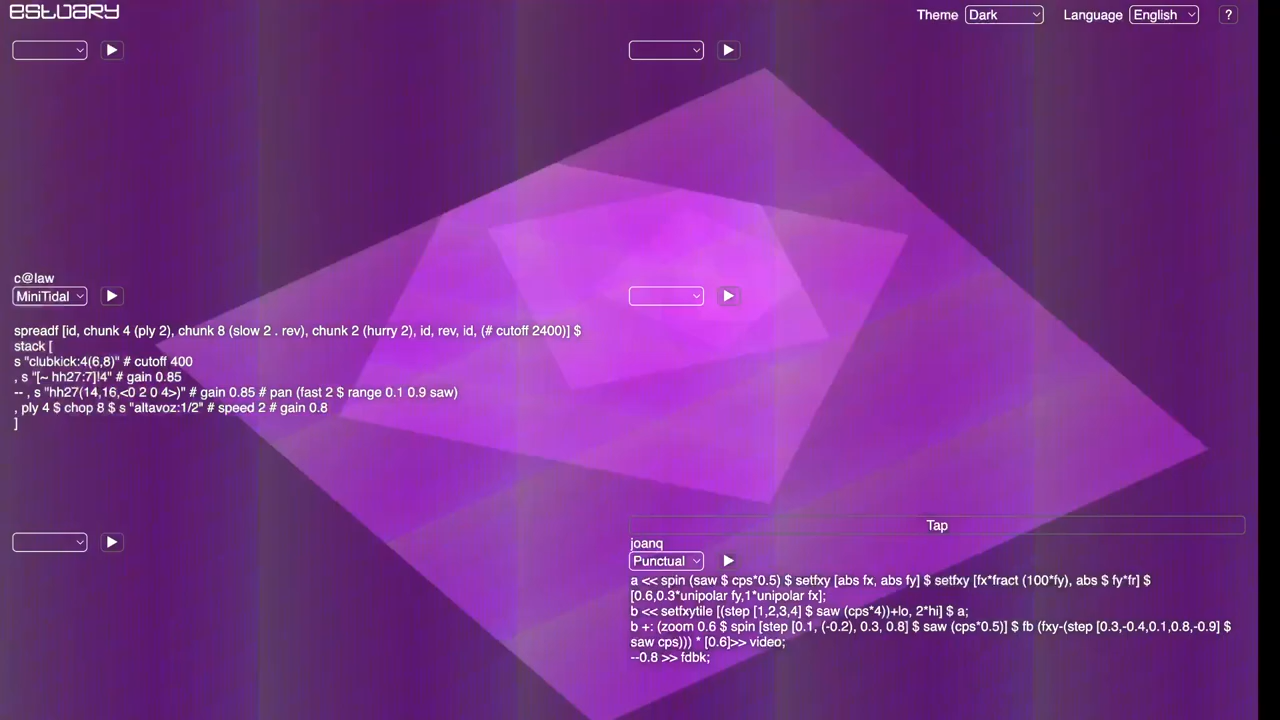 estuary
Theme Dark Language English ?
c@law
MiniTidal
spreadf [id, chunk 4 (ply 2), chunk 8 (slow 2 . rev), chunk 2 (hurry 2), id, rev, id, (# cutoff 2400)] $
stack [
s "clubkick:4(6,8)" # cutoff 400
, s "[~ hh27:7]!4" # gain 0.85
-- , s "hh27(14,16,<0 2 0 4>)" # gain 0.85 # pan (fast 2 $ range 0.1 0.9 saw)
, ply 4 $ chop 8 $ s "altavoz:1/2" # speed 2 # gain 0.8
]
Tap
joanq
Punctual
a << spin (saw $ cps*0.5) $ setfxy [abs fx, abs fy] $ setfxy [fx*fract (100*fy), abs $ fy*fr] $
[0.6,0.3*unipolar fy,1*unipolar fx];
b << setfxytile [(step [1,2,3,4] $ saw (cps*4))+lo, 2*hi] $ a;
b +: (zoom 0.6 $ spin [step [0.1, (-0.2), 0.3, 0.8] $ saw (cps*0.5)] $ fb (fxy-(step [0.3,-0.4,0.1,0.8,-0.9] $
saw cps))) * [0.6]>> video;
--0.8 >> fdbk;